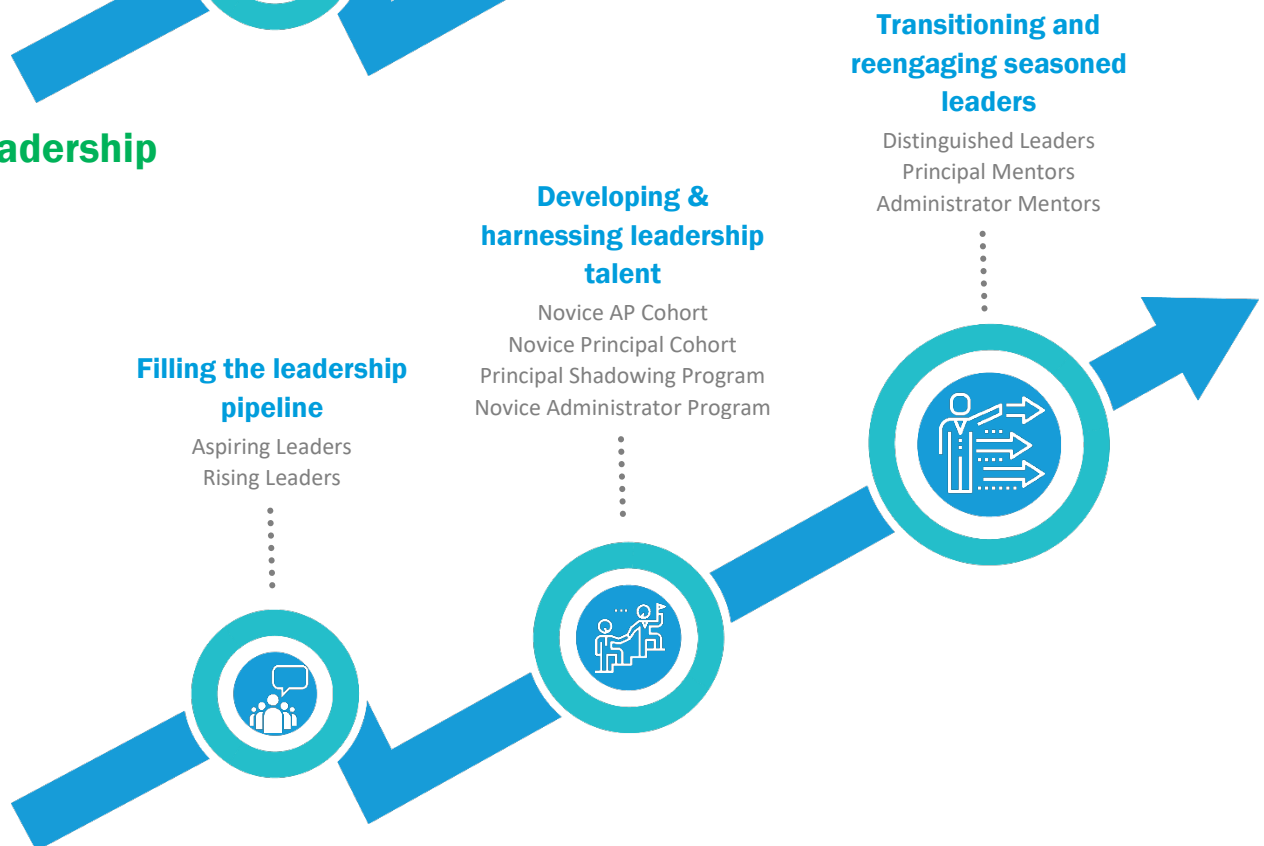 eadership
Filling the leadership
pipeline
Aspiring Leaders
Rising Leaders
Developing &
harnessing leadership
talent
Novice AP Cohort
Novice Principal Cohort
Principal Shadowing Program
Novice Administrator Program
Transitioning and
reengaging seasoned
leaders
Distinguished Leaders
Principal Mentors
Administrator Mentors